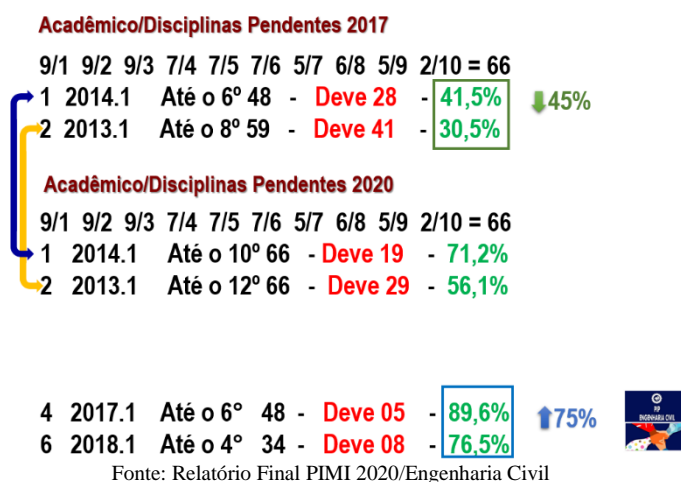 Acadêmico/Disciplinas Pendentes 2017
9/1 9/2 9/3 7/4 7/5 7/6 5/7 6/8 5/9 2/10 = 66
1 2014.1 Até o 6º 48 - Deve 28 - 41,5% 45%
2 2013.1 Até o 8º 59 - Deve 41 - 30,5%
Acadêmico/Disciplinas Pendentes 2020
9/1 9/2 9/3 7/4 7/5 7/6 5/7 6/8 5/9 2/10 = 66
1 2014.1 Até o 10º 66 - Deve 19 - 71,2%
2 2013.1 Até o 12º 66 - Deve 29 - 56,1%
4 2017.1 Até o 6° 48 - Deve 05 - 89,6% 75%
6 2018.1 Até o 4° 34 - Deve 08 - 76,5%
ENGENHARIA CIVIL
Fonte: Relatório Final PIMI 2020/Engenharia Civil